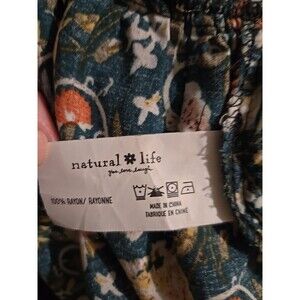 natural life
give love. laugh.
100% RAYON/ RAYONNE
MADE IN CHINA
FABRIQUÉ EN CHINE